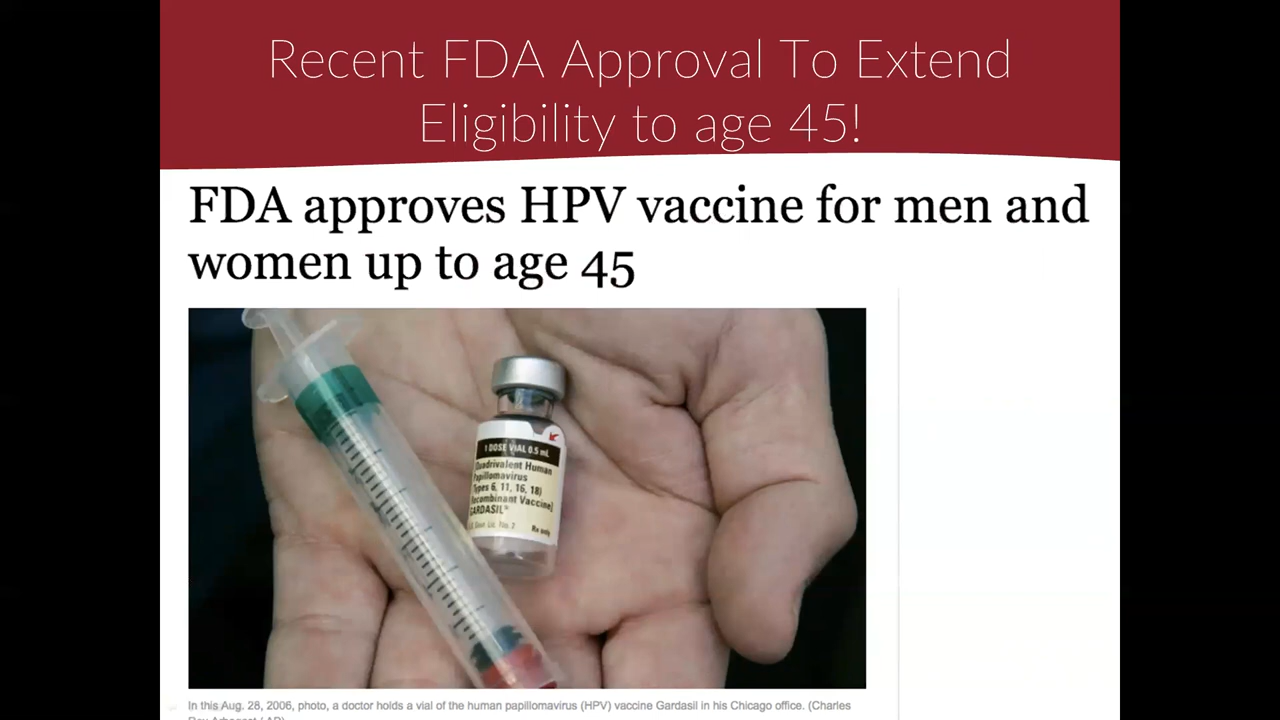 Recent FDA Approval To Extend
Eligibility to age 45!
FDA approves HPV vaccine for men and
women up to age 45
1 DOSE VIAL 0.5 mL
Quadrivalent Human
Papillomavirus
Types 6, 11, 16, 18)
Recombinant Vaccine]
GARDASIL
Lic. No. 2 Rx only
In this Aug. 28, 2006, photo, a doctor holds a vial of the human papillomavirus (HPV) vaccine Gardasil in his Chicago office. (Charles